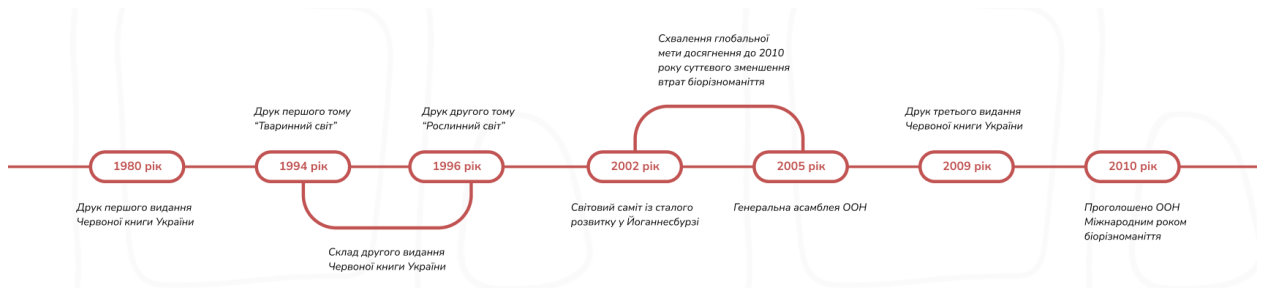 Схвалення глобальної
мети досягнення до 2010
року суттєвого зменшення
втрат біорізноманіття
Друк першого тому
“Тваринний світ”
Друк другого тому
“Рослинний світ”
Друк третього видання
Червоної книги України
1980 рік
1994 рік
1996 рік
2002 рік
2005 рік
2009 рік
2010 рік
Друк першого видання
Червоної книги України
Світовий саміт із сталого
розвитку у Йоганнесбурзі
Генеральна асамблея ООН
Проголошено ООН
Міжнародним роком
біорізноманіття
Склад другого видання
Червоної книги України